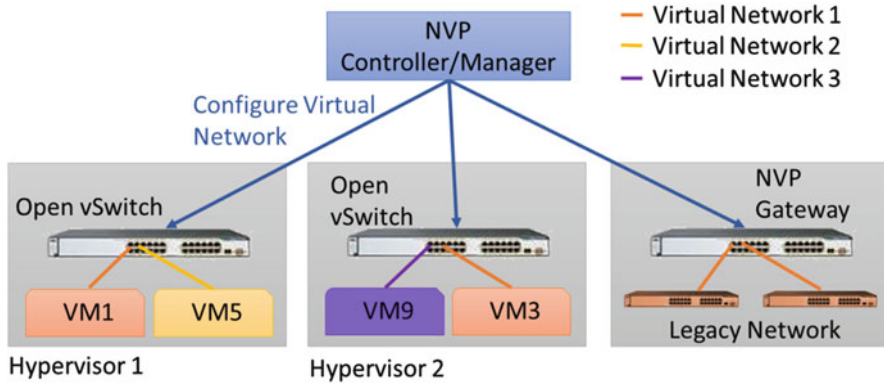 NVP
Controller/Manager
Virtual Network 1
Virtual Network 2
Virtual Network 3
Configure Virtual
Network
Open vSwitch
Open
vSwitch
NVP
Gateway
VM1
VM5
VM9
VM3
Legacy Network
Hypervisor 1
Hypervisor 2